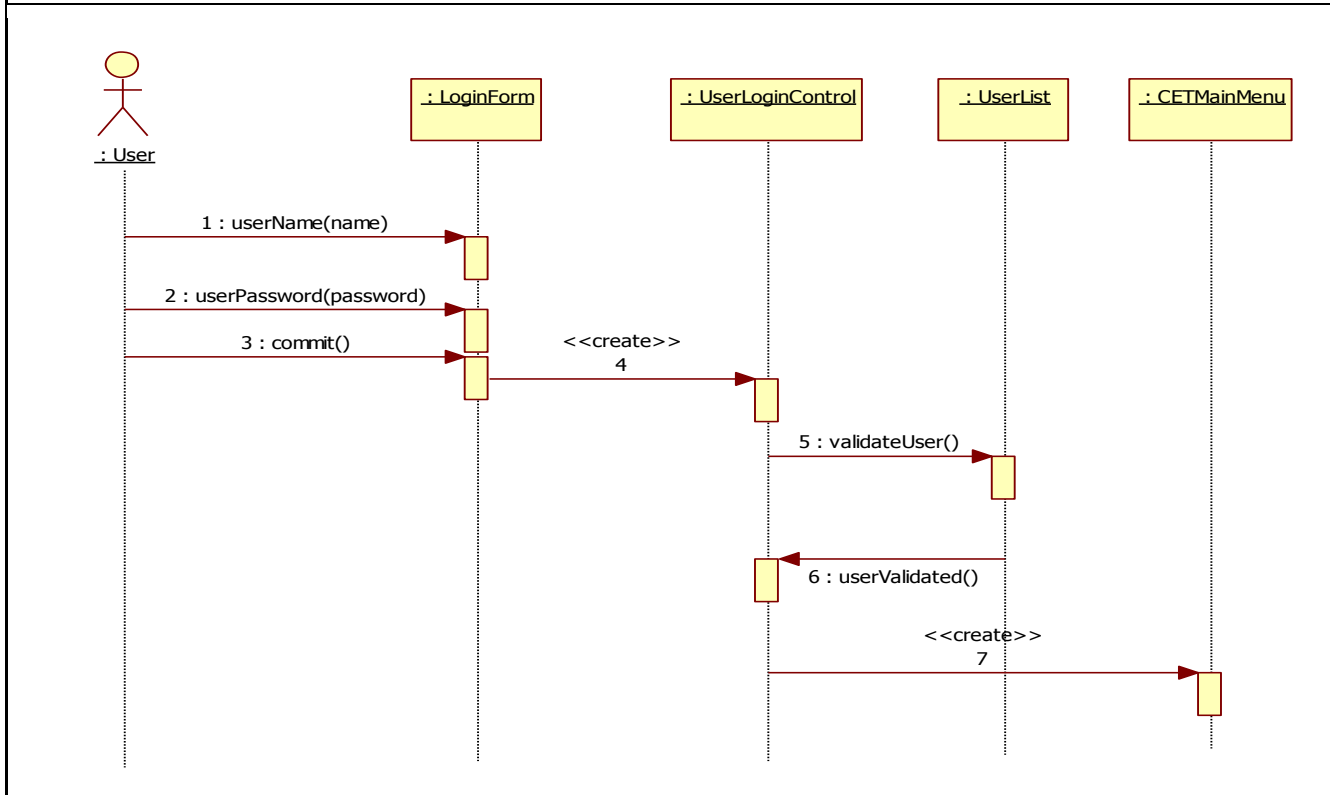 : LoginForm
: UserLoginControl
: UserList
: CETMainMenu
: User
1 : userName(name)
2 : userPassword(password)
3 : commit()
<<create>>
4
5 : validateUser()
6 : userValidated()
<<create>>
7